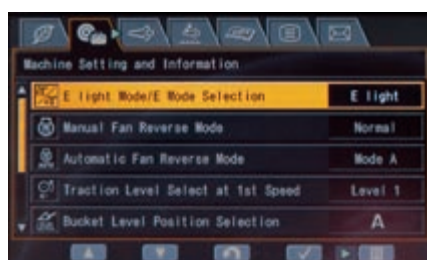 Machine Setting and Information
E light Mode/E Mode Selection E light
Manual Fan Reverse Mode Normal
Automatic Fan Reverse Mode Mode A
Traction Level Select at 1st Speed Level 1
Bucket Level Position Selection A